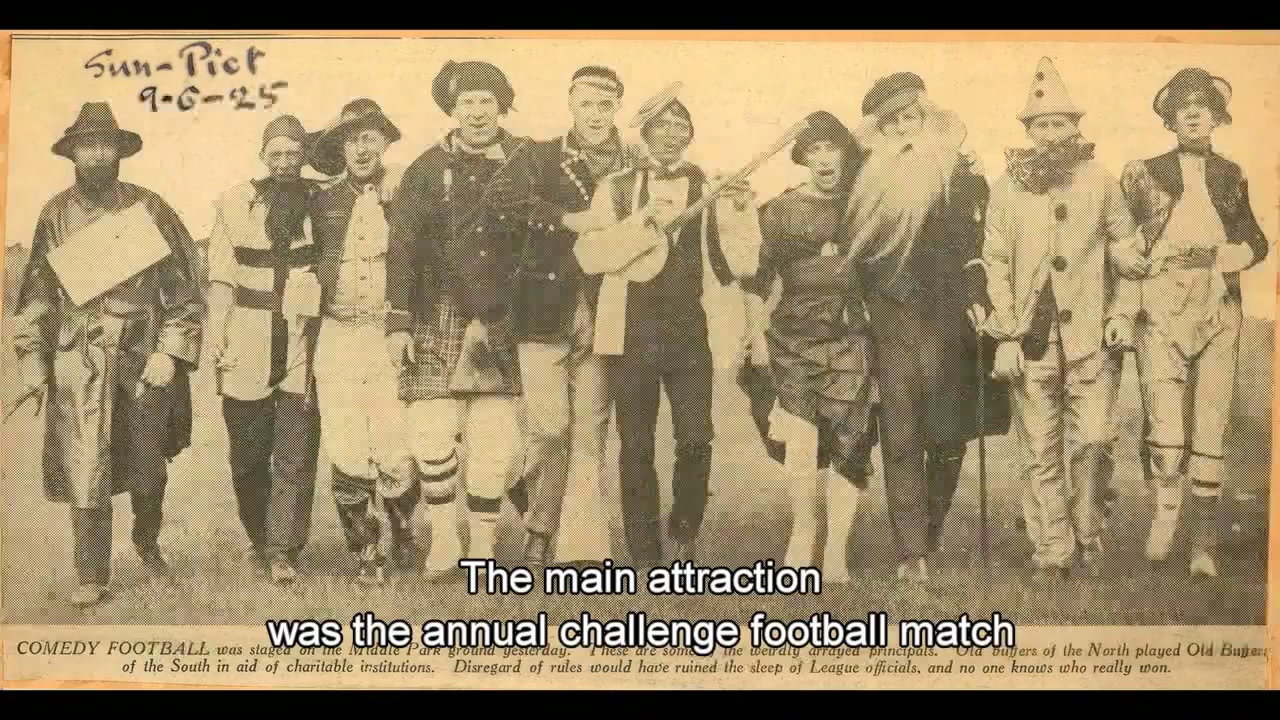 Sun-Pict
9-6-25
The main attraction
was the annual challenge football match
COMEDY FOOTBALL was staged on the Middle Park ground yesterday. These are some of the weirdly arrayed principals. Old buffers of the North played Old Buffers
of the South in aid of charitable institutions. Disregard of rules would have ruined the sleep of League officials, and no one knows who really won.